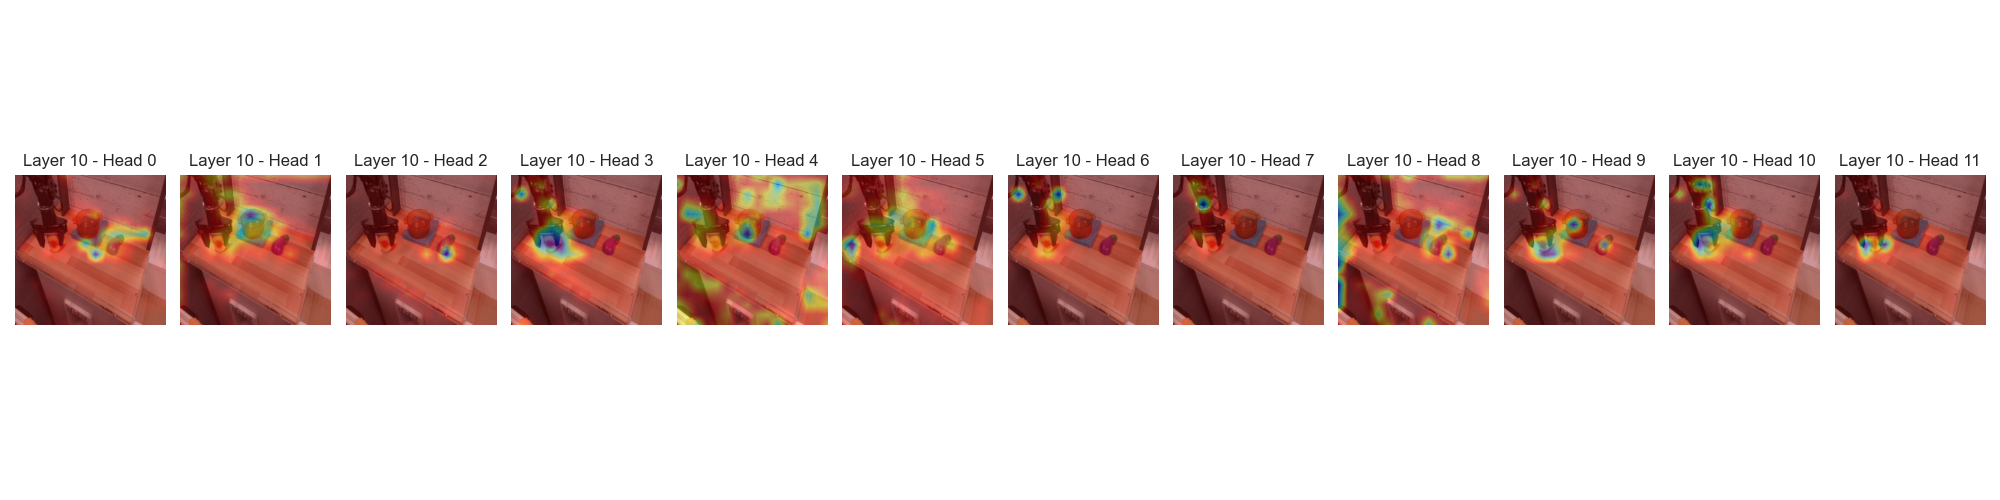 Layer 10 - Head 0
Layer 10 - Head 1
Layer 10 - Head 2
Layer 10 - Head 3
Layer 10 - Head 4
Layer 10 - Head 5
Layer 10 - Head 6
Layer 10 - Head 7
Layer 10 - Head 8
Layer 10 - Head 9
Layer 10 - Head 10
Layer 10 - Head 11